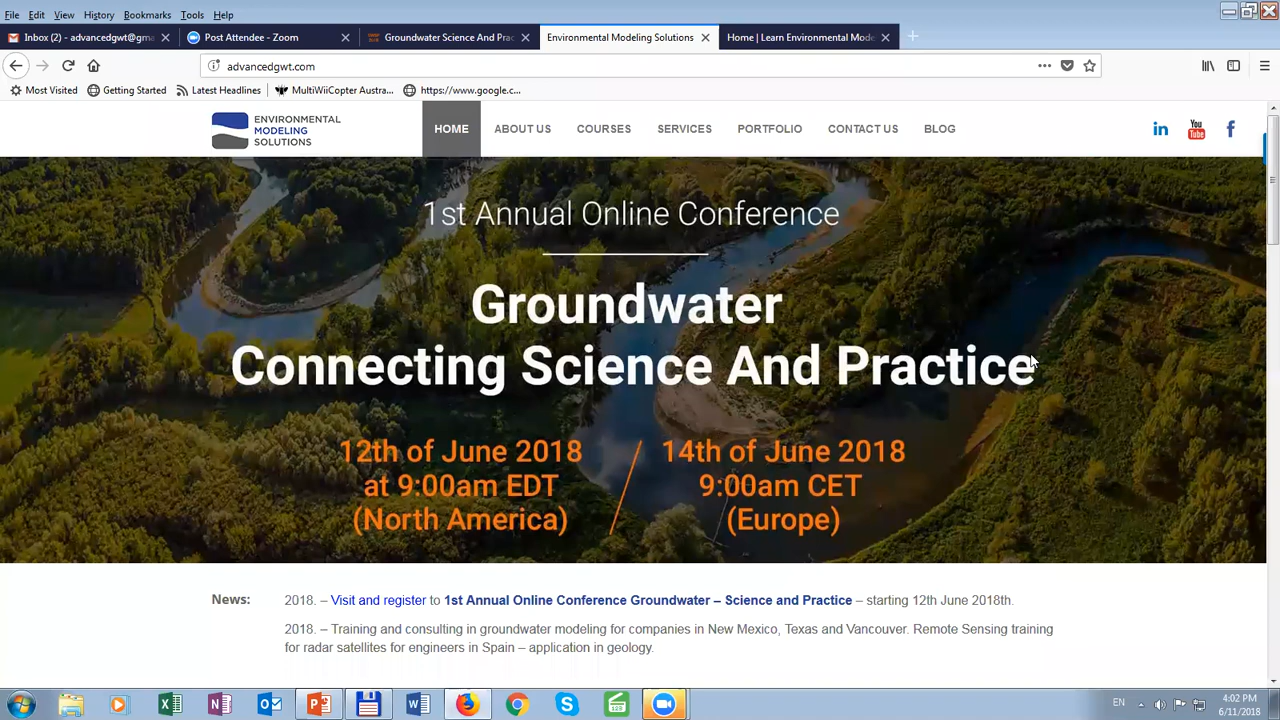 File Edit View History Bookmarks Tools Help
Inbox (2) - advancedgwt@gma
Post Attendee - Zoom
Groundwater Science And Prac
Environmental Modeling Solutions
Home | Learn Environmental Mode
advancedgwt.com
Most Visited Getting Started Latest Headlines MultiWiiCopter Austra... https://www.google.c...
ENVIRONMENTAL
MODELING
SOLUTIONS
HOME ABOUT US COURSES SERVICES PORTFOLIO CONTACT US BLOG
in You Tube f
1st Annual Online Conference
Groundwater
Connecting Science And Practice
12th of June 2018
at 9:00am EDT
(North America)
14th of June 2018
9:00am CET
(Europe)
News:
2018. – Visit and register to 1st Annual Online Conference Groundwater – Science and Practice – starting 12th June 2018th.
2018. – Training and consulting in groundwater modeling for companies in New Mexico, Texas and Vancouver. Remote Sensing training
for radar satellites for engineers in Spain – application in geology.
EN
4:02 PM
6/11/2018